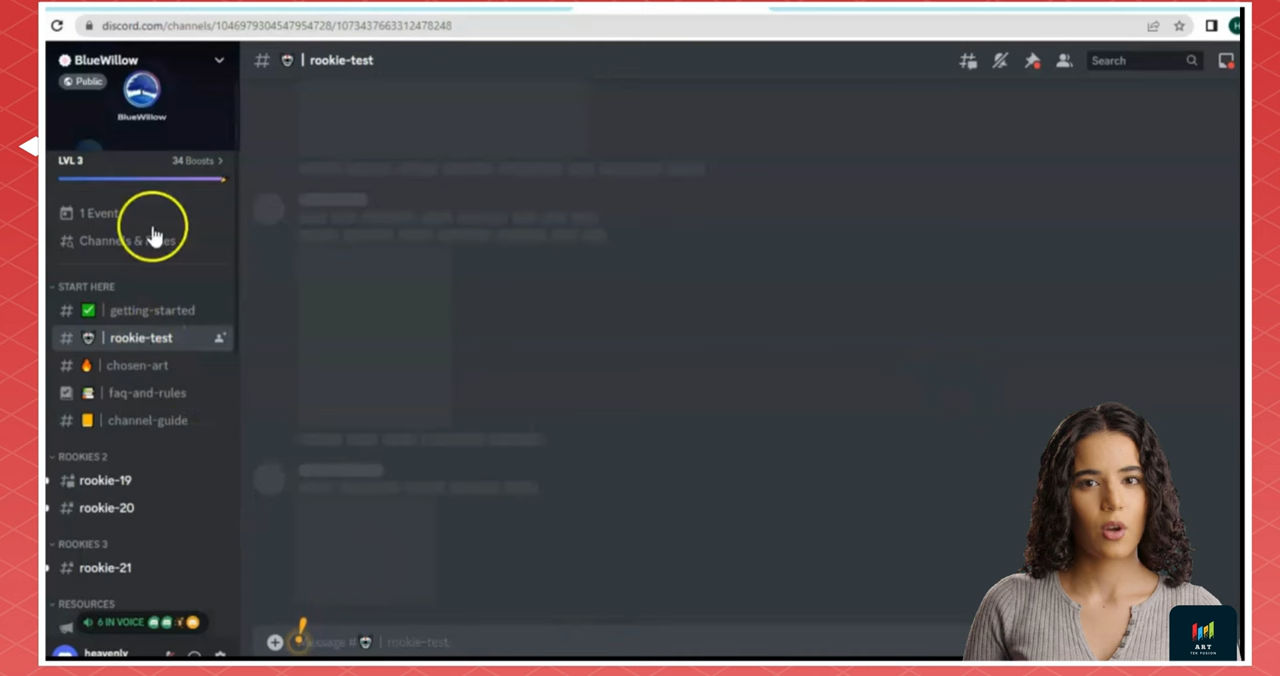 discord.com/channels/1046979304547954728/1073437663312478248
BlueWillow
Public
BlueWillow
LVL 3
34 Boosts
1 Event
Channels &
START HERE
getting-started
rookie-test
chosen-art
faq-and-rules
channel-guide
ROOKIES 2
rookie-19
rookie-20
ROOKIES 3
rookie-21
RESOURCES
6 IN VOICE
heavenly
# | rookie-test
Search
Message # | rookie-test
ART